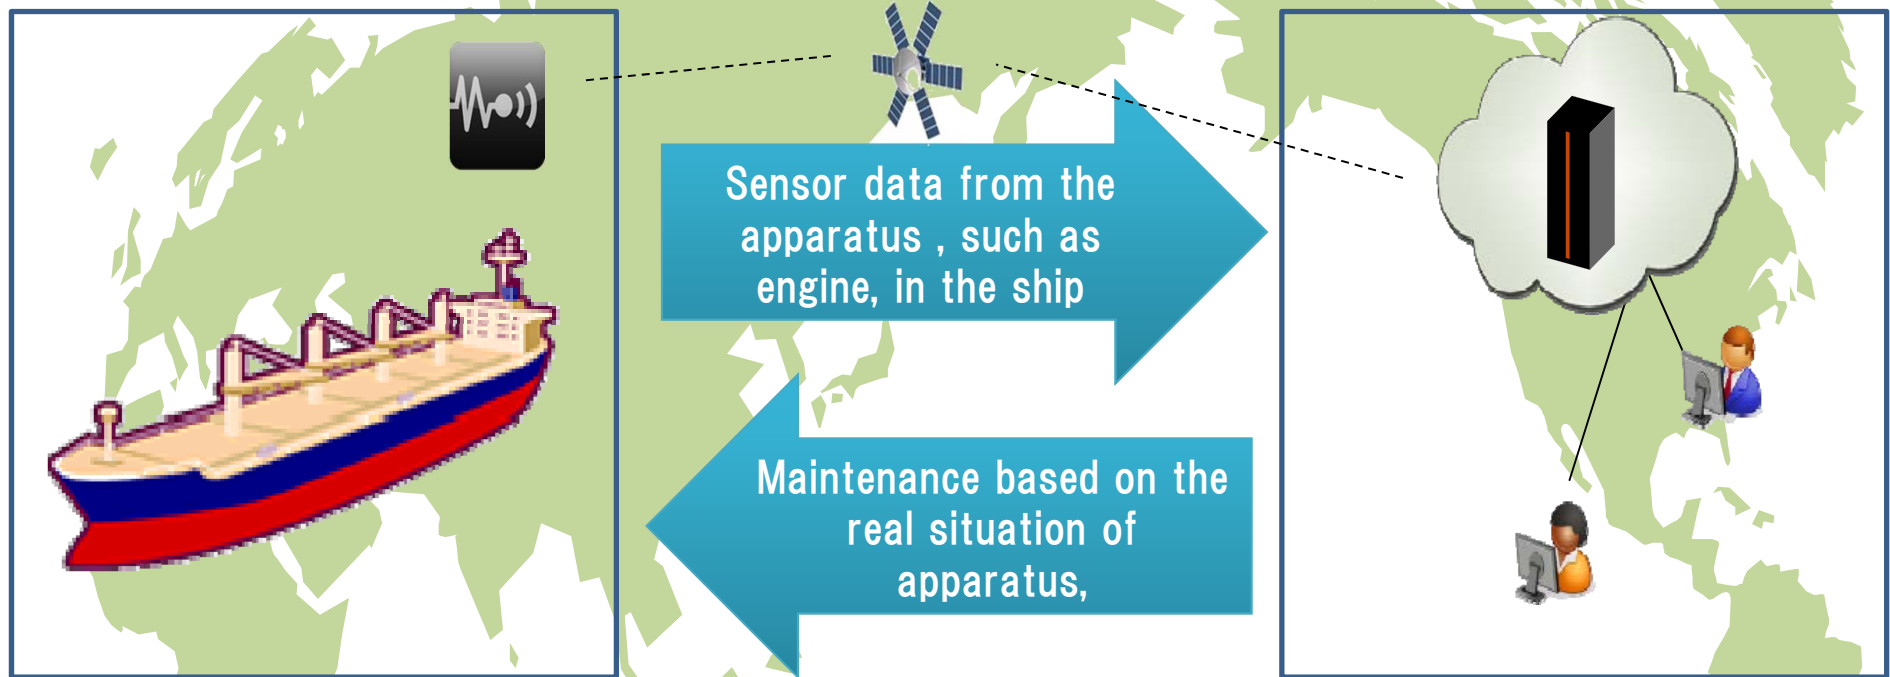 Sensor data from the
apparatus , such as
engine, in the ship
Maintenance based on the
real situation of
apparatus,